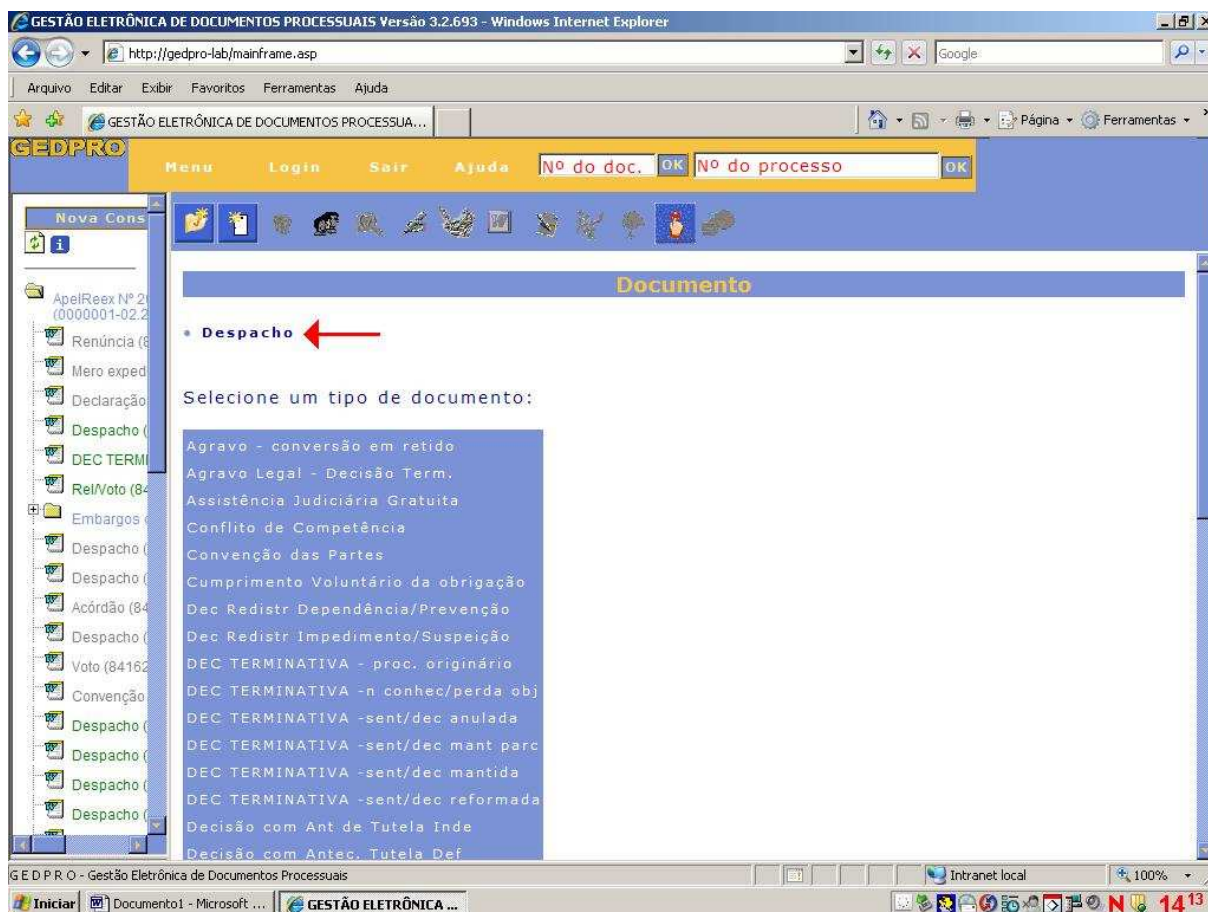 GESTÃO ELETRÔNICA DE DOCUMENTOS PROCESSUAIS Versão 3.2.693 - Windows Internet Explorer
http://gedpro-lab/mainframe.asp
Google
Arquivo Editar Exibir Favoritos Ferramentas Ajuda
GESTÃO ELETRÔNICA DE DOCUMENTOS PROCESSUA...
Página Ferramentas
GEDPRO
Menu Login Sair Ajuda Nº do doc. OK Nº do processo OK
Nova Cons
ApelReex Nº 2
(0000001-02.2
Renúncia (8
Mero exped
Declaração
Despacho (
DEC TERMI
Rel/Voto (84
Embargos
Despacho (
Despacho (
Acórdão (84
Despacho (
Voto (84162
Convenção
Despacho (
Despacho (
Despacho (
Despacho (
Documento
Despacho
Selecione um tipo de documento:
Agravo - conversão em retido
Agravo Legal - Decisão Term.
Assistência Judiciária Gratuita
Conflito de Competência
Convenção das Partes
Cumprimento Voluntário da obrigação
Dec Redistr Dependência/Prevenção
Dec Redistr Impedimento/Suspeição
DEC TERMINATIVA - proc. originário
DEC TERMINATIVA -n conhec/perda obj
DEC TERMINATIVA -sent/dec anulada
DEC TERMINATIVA -sent/dec mant parc
DEC TERMINATIVA -sent/dec mantida
DEC TERMINATIVA -sent/dec reformada
Decisão com Ant de Tutela Inde
Decisão com Antec. Tutela Def
G E D P R O - Gestão Eletrônica de Documentos Processuais
Intranet local
100%
Iniciar
Documento1 - Microsoft ...
GESTÃO ELETRÔNICA ...
14 13